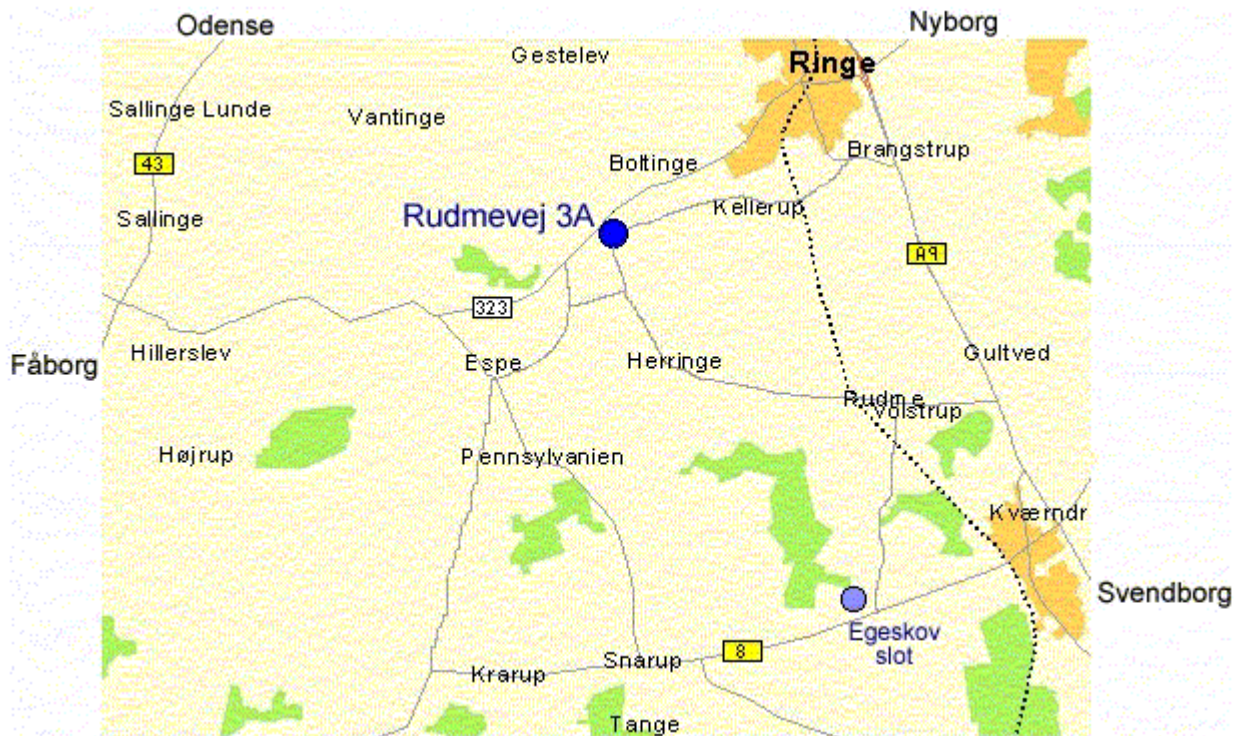 Odense
Nyborg
Gestelev
Ringe
Sallinge Lunde
Vantinge
43
Boltinge
Brangstrup
Sallinge
Rudmevej 3A
Kellerup
A9
323
Hillerslev
Espe
Herringe
Gultved
Fåborg
Rudme
Volstrup
Højrup
Pennsylvanien
Kværndr
Svendborg
Egeskov
slot
8
Snarup
Krarup
Tange